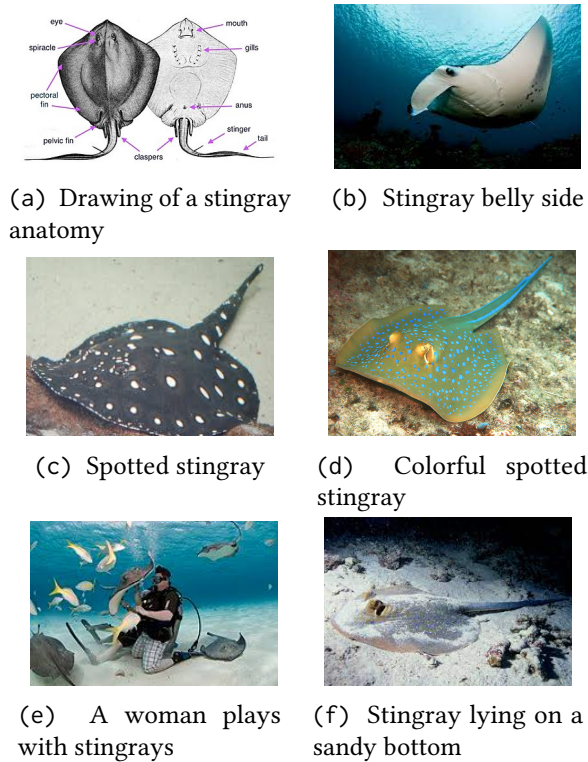 eye
mouth
spiracle
gills
pectoral
fin
anus
stinger
pelvic fin
tail
claspers
(a) Drawing of a stingray
anatomy
(b) Stingray belly side
(c) Spotted stingray
(d) Colorful spotted
stingray
(e) A woman plays
with stingrays
(f) Stingray lying on a
sandy bottom